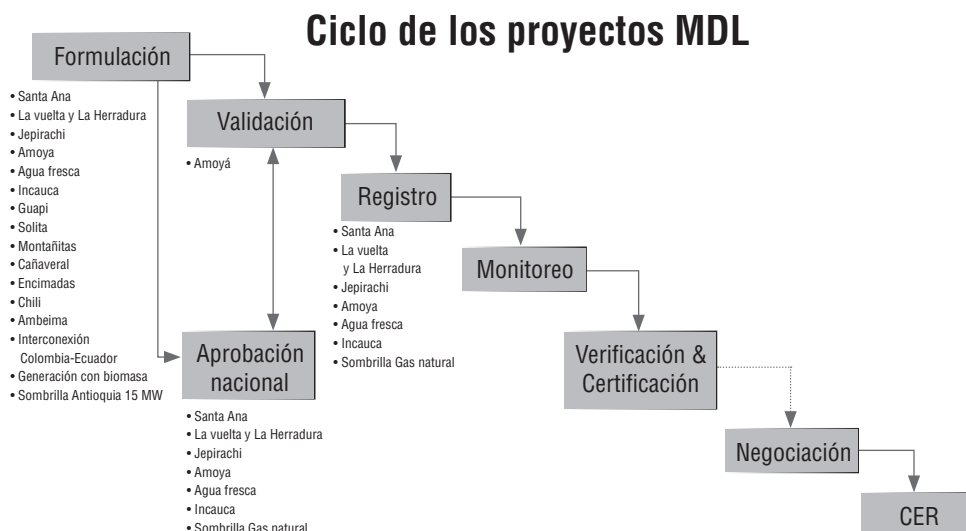 Ciclo de los proyectos MDL
Formulación
• Santa Ana
• La vuelta y La Herradura
• Jepirachi
• Amoya
• Agua fresca
• Incauca
• Guapi
• Solita
• Montañitas
• Cañaveral
• Encimadas
• Chili
• Ambeima
• Interconexión
Colombia-Ecuador
• Generación con biomasa
• Sombrilla Antioquia 15 MW
Validación
• Amoyá
Aprobación
nacional
• Santa Ana
• La vuelta y La Herradura
• Jepirachi
• Amoya
• Agua fresca
• Incauca
• Sombrilla Gas natural
Registro
• Santa Ana
• La vuelta
y La Herradura
• Jepirachi
• Amoya
• Agua fresca
• Incauca
• Sombrilla Gas natural
Monitoreo
Verificación &
Certificación
Negociación
CER